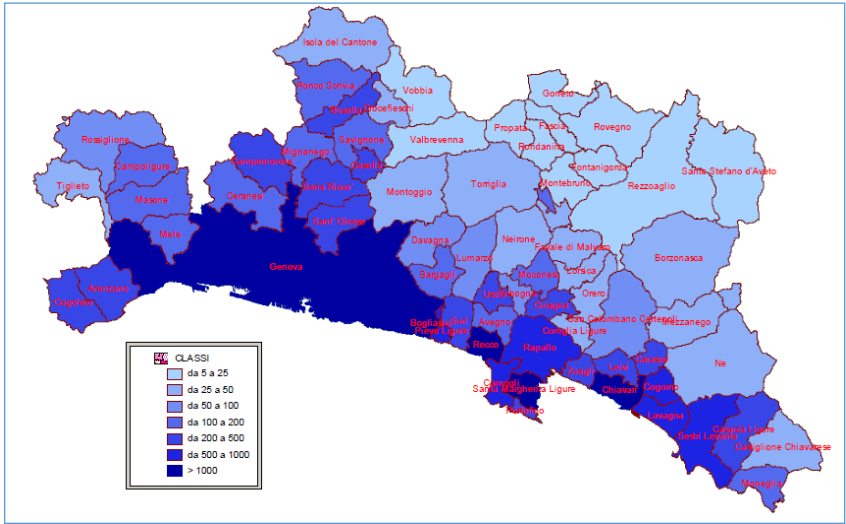 Isola del Cantone
Ronco Scrivia
Vobbia
Crocefieschi
Gorreto
Busalla
Rossiglione
Valbrevenna
Propata
Fascia
Rovegno
Mignanego
Savignone
Rondanina
Campomorone
Casella
Campoligure
Fontanigorda
Santo Stefano d'Aveto
Tiglieto
Serra Ricco'
Montoggio
Torriglia
Montebruno
Rezzoaglio
Masone
Ceranesi
Sant' Olcese
Mele
Davagna
Neirone
Favale di Malvaro
Lumarzo
Borzonasca
Genova
Bargagli
Moconesi
Lorsica
Arenzano
Cogoleto
Uscio
Orero
Cicagna
Bogliasco
Sori
Avegno
San Colombano Certenoli
Mezzanego
Pieve Ligure
Coreglia Ligure
Recco
Rapallo
Carasco
Zoagli
Leivi
Ne
Camogli
Santa Margherita Ligure
Chiavari
Cogorno
Portofino
Lavagna
Casarza Ligure
Sestri Levante
Castiglione Chiavarese
Moneglia
CLASSI
da 5 a 25
da 25 a 50
da 50 a 100
da 100 a 200
da 200 a 500
da 500 a 1000
> 1000